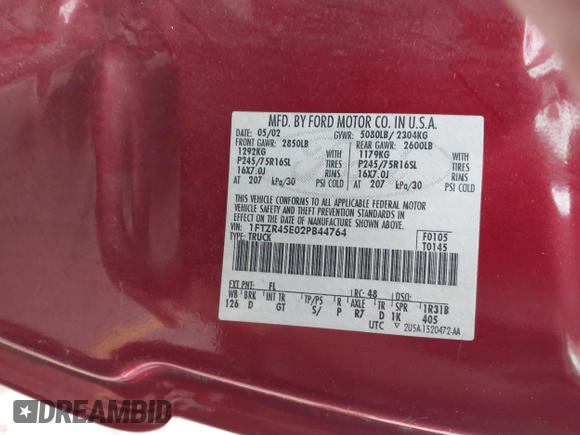 MFD. BY FORD MOTOR CO. IN U.S.A.
DATE: 05/02 GVWR: 5080LB/ 2304KG
FRONT GAWR: 2850LB REAR GAWR: 2600LB
1292KG WITH 1179KG WITH
P245/75R16SL TIRES P245/75R16SL TIRES
16X7.0J RIMS 16X7.0J RIMS
AT 207 kPa/30 PSI COLD AT 207 kPa/30 PSI COLD
THIS VEHICLE CONFORMS TO ALL APPLICABLE FEDERAL MOTOR
VEHICLE SAFETY AND THEFT PREVENTION STANDARDS IN
EFFECT ON THE DATE OF MANUFACTURE SHOWN ABOVE.
VIN: 1FTZR45E02PB44764 F0105
TYPE: TRUCK T0145
EXT PNT: FL RC: 48 DSO:
WB BRK INT TR TP/PS R AXLE TR SPR 1R31B
126 D GT S/ P R7 D 1K 405
UTC ▽ 2U5A-1520472-AA
DREAMBID